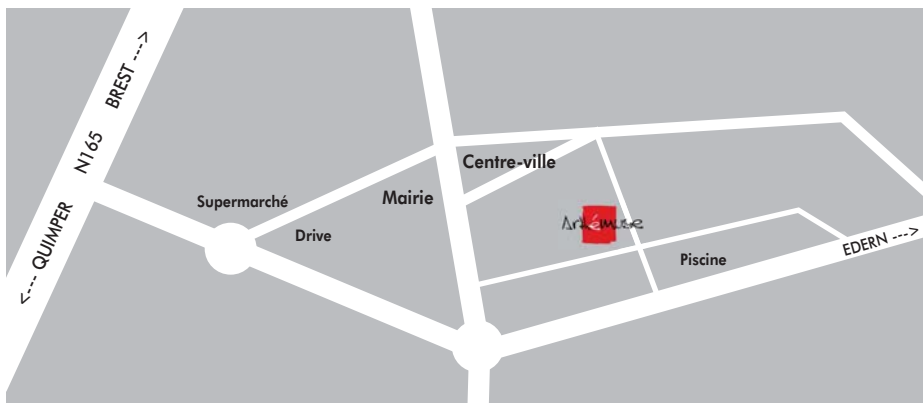 BREST ---->
N165
<---- QUIMPER
Supermarché
Drive
Mairie
Centre-ville
Artémuse
Piscine
EDERN --->